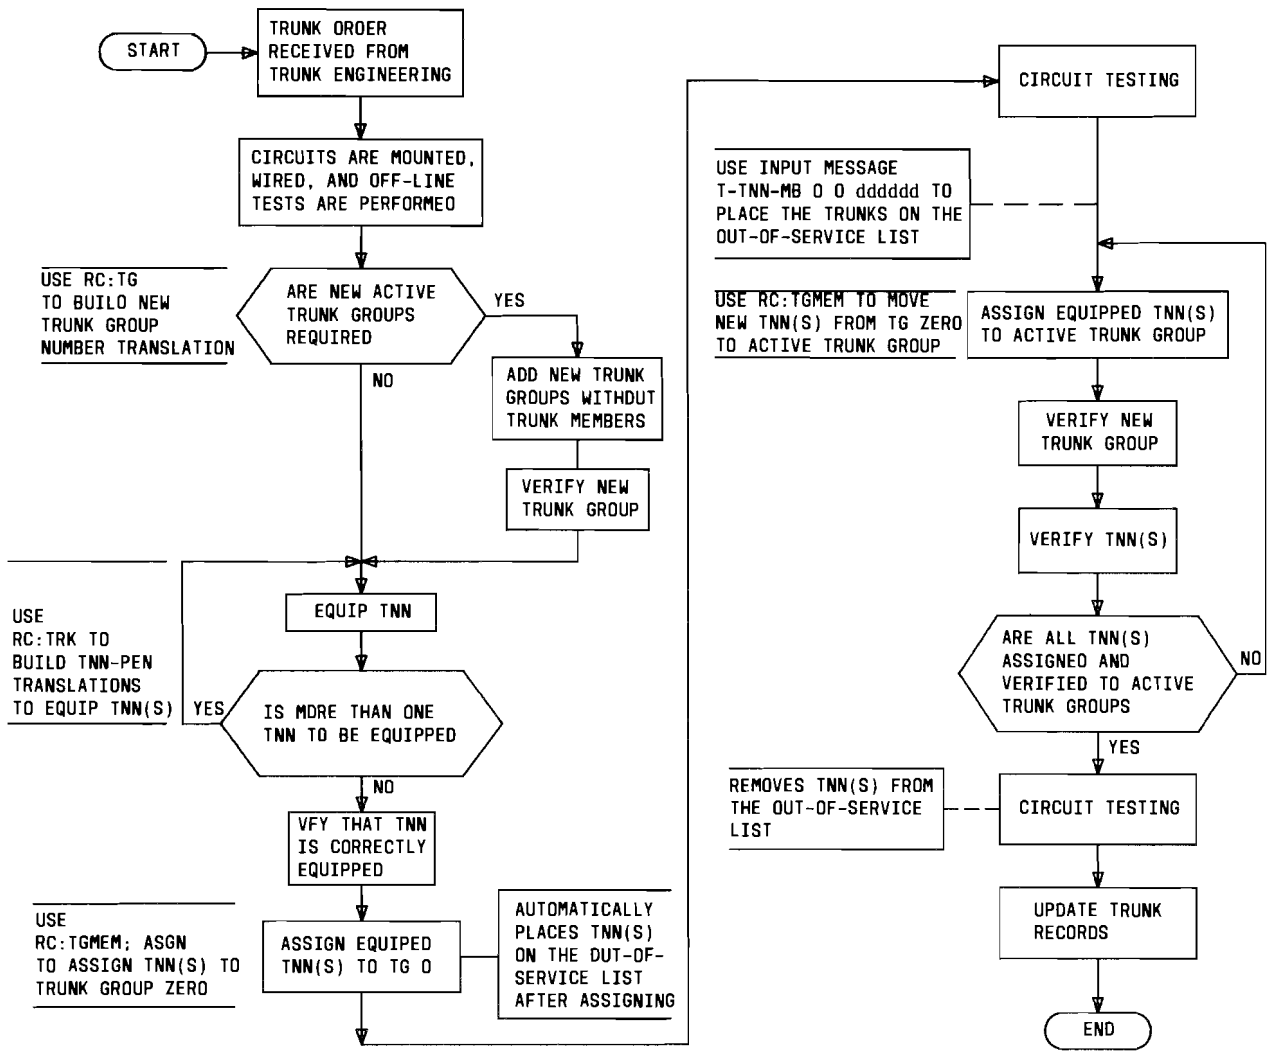 START
TRUNK ORDER
RECEIVED FROM
TRUNK ENGINEERING
CIRCUITS ARE MOUNTED,
WIRED, AND OFF-LINE
TESTS ARE PERFORMED
USE RC:TG
TO BUILD NEW
TRUNK GROUP
NUMBER TRANSLATION
ARE NEW ACTIVE
TRUNK GROUPS
REQUIRED
YES
NO
ADD NEW TRUNK
GROUPS WITHOUT
TRUNK MEMBERS
VERIFY NEW
TRUNK GROUP
EQUIP TNN
USE
RC:TRK TO
BUILD TNN-PEN
TRANSLATIONS
TO EQUIP TNN(S)
YES
IS MORE THAN ONE
TNN TO BE EQUIPPED
NO
VFY THAT TNN
IS CORRECTLY
EQUIPPED
USE
RC:TGMEM; ASGN
TO ASSIGN TNN(S) TO
TRUNK GROUP ZERO
ASSIGN EQUIPED
TNN(S) TO TG 0
AUTOMATICALLY
PLACES TNN(S)
ON THE OUT-OF-
SERVICE LIST
AFTER ASSIGNING
CIRCUIT TESTING
USE INPUT MESSAGE
T-TNN-MB 0 0 dddddd TO
PLACE THE TRUNKS ON THE
OUT-OF-SERVICE LIST
USE RC:TGMEM TO MOVE
NEW TNN(S) FROM TG ZERO
TO ACTIVE TRUNK GROUP
ASSIGN EQUIPPED TNN(S)
TO ACTIVE TRUNK GROUP
VERIFY NEW
TRUNK GROUP
VERIFY TNN(S)
ARE ALL TNN(S)
ASSIGNED AND
VERIFIED TO ACTIVE
TRUNK GROUPS
NO
YES
REMOVES TNN(S) FROM
THE OUT-OF-SERVICE
LIST
CIRCUIT TESTING
UPDATE TRUNK
RECORDS
END